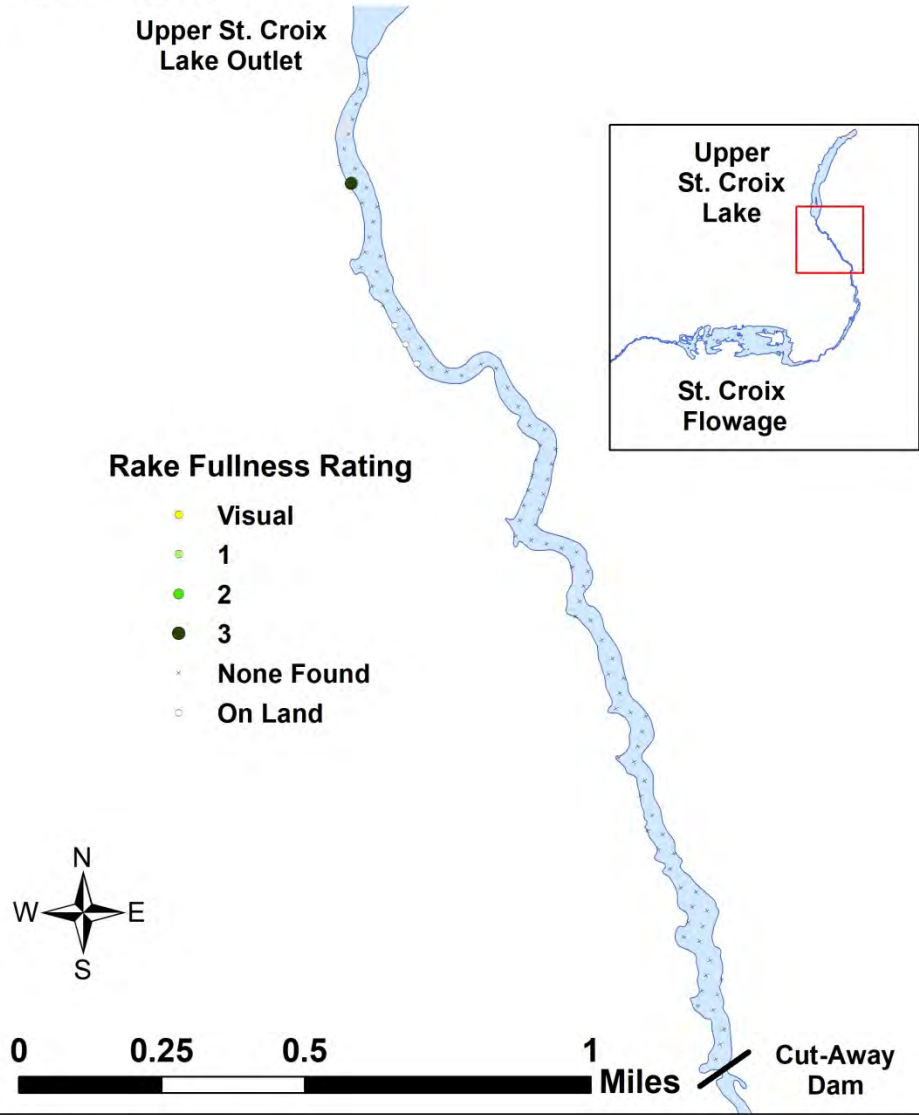 Upper St. Croix
Lake Outlet
Upper
St. Croix
Lake
St. Croix
Flowage
Rake Fullness Rating
Visual
1
2
3
None Found
On Land
N
W
E
S
0
0.25
0.5
1
Miles
Cut-Away
Dam